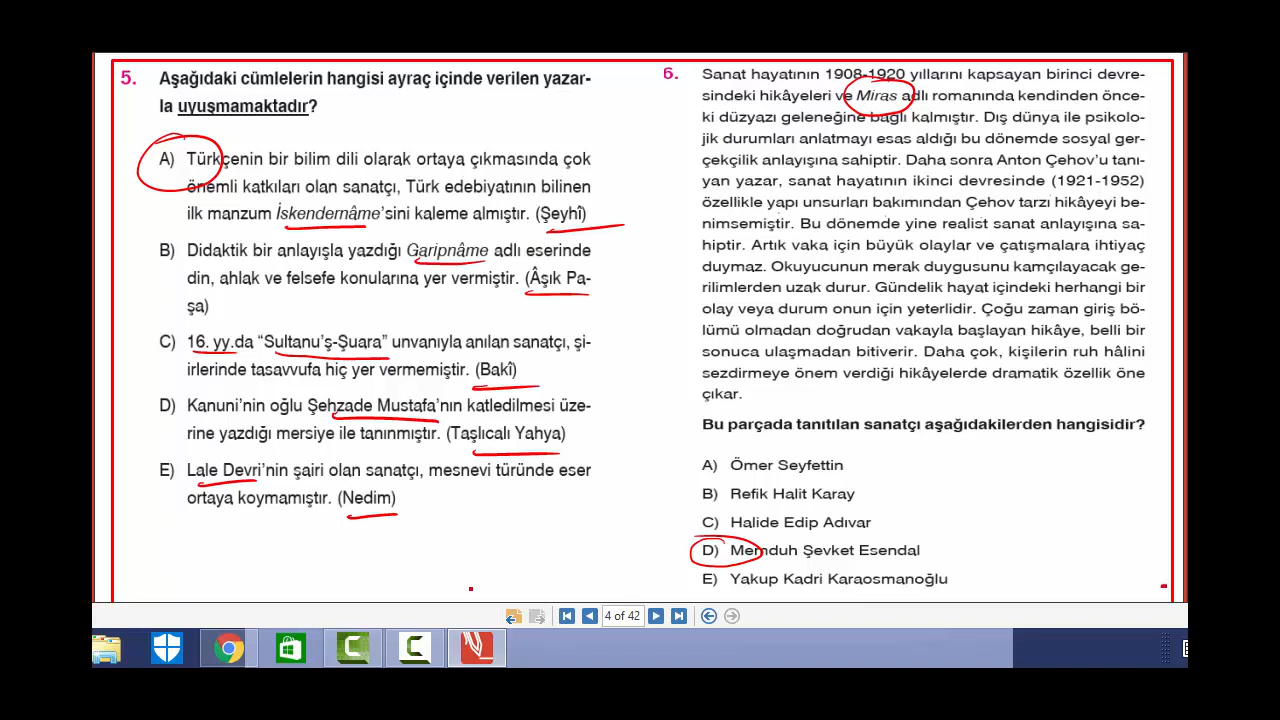 5. Aşağıdaki cümlelerin hangisi ayraç içinde verilen yazar-
la uyuşmamaktadır?
A) Türkçenin bir bilim dili olarak ortaya çıkmasında çok
önemli katkıları olan sanatçı, Türk edebiyatının bilinen
ilk manzum İskendernâme'sini kaleme almıştır. (Şeyhî)
B) Didaktik bir anlayışla yazdığı Garipnâme adlı eserinde
din, ahlak ve felsefe konularına yer vermiştir. (Âşık Pa-
şa)
C) 16. yy.da “Sultanu’ş-Şuara” unvanıyla anılan sanatçı, şi-
irlerinde tasavvufa hiç yer vermemiştir. (Bakî)
D) Kanuni’nin oğlu Şehzade Mustafa’nın katledilmesi üze-
rine yazdığı mersiye ile tanınmıştır. (Taşlıcalı Yahya)
E) Lale Devri’nin şairi olan sanatçı, mesnevi türünde eser
ortaya koymamıştır. (Nedim)
6. Sanat hayatının 1908-1920 yıllarını kapsayan birinci devre-
sindeki hikâyeleri ve Miras adlı romanında kendinden önce-
ki düzyazı geleneğine bağlı kalmıştır. Dış dünya ile psikolo-
jik durumları anlatmayı esas aldığı bu dönemde sosyal ger-
çekçilik anlayışına sahiptir. Daha sonra Anton Çehov’u tanı-
yan yazar, sanat hayatının ikinci devresinde (1921-1952)
özellikle yapı unsurları bakımından Çehov tarzı hikâyeyi be-
nimsemiştir. Bu dönemde yine realist sanat anlayışına sa-
hiptir. Artık vaka için büyük olaylar ve çatışmalara ihtiyaç
duymaz. Okuyucunun merak duygusunu kamçılayacak ge-
rilimlerden uzak durur. Gündelik hayat içindeki herhangi bir
olay veya durum onun için yeterlidir. Çoğu zaman giriş bö-
lümü olmadan doğrudan vakayla başlayan hikâye, belli bir
sonuca ulaşmadan bitiverir. Daha çok, kişilerin ruh hâlini
sezdirmeye önem verdiği hikâyelerde dramatik özellik öne
çıkar.
Bu parçada tanıtılan sanatçı aşağıdakilerden hangisidir?
A) Ömer Seyfettin
B) Refik Halit Karay
C) Halide Edip Adıvar
D) Memduh Şevket Esendal
E) Yakup Kadri Karaosmanoğlu
4 of 42